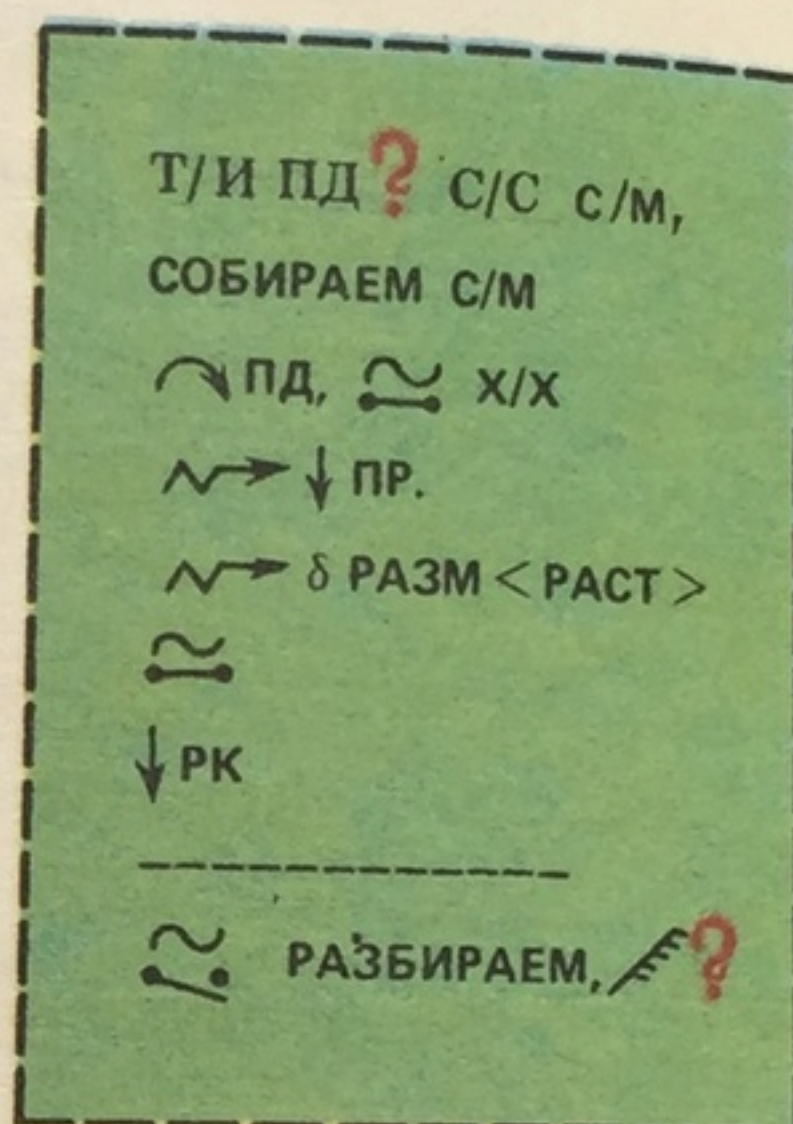 Т/И ПД? С/С С/М,
СОБИРАЕМ С/М
ПД, Х/Х
↓ ПР.
δ РАЗМ < РАСТ >
↓ РК
РАЗБИРАЕМ, ?